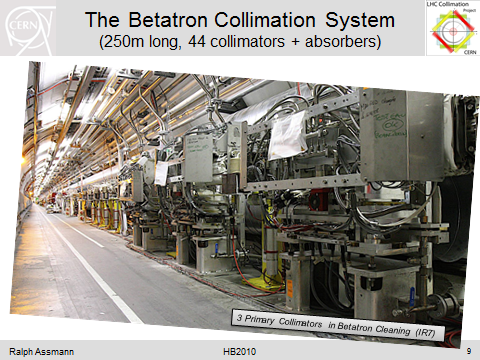 CERN
The Betatron Collimation System
(250m long, 44 collimators + absorbers)
LHC Collimation
Project
CERN
3 Primary Collimators in Betatron Cleaning (IR7)
Ralph Assmann
HB2010
9